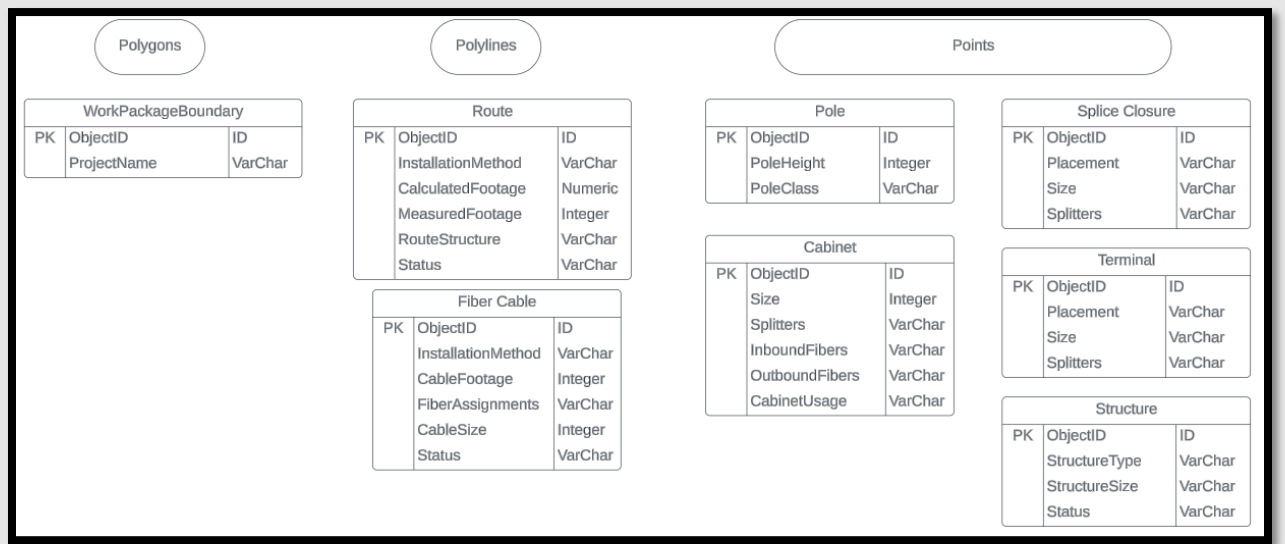 Polygons
Polylines
Points
WorkPackageBoundary
PK ObjectID ID
ProjectName VarChar
Route
PK ObjectID ID
InstallationMethod VarChar
CalculatedFootage Numeric
MeasuredFootage Integer
RouteStructure VarChar
Status VarChar
Fiber Cable
PK ObjectID ID
InstallationMethod VarChar
CableFootage Integer
FiberAssignments VarChar
CableSize Integer
Status VarChar
Pole
PK ObjectID ID
PoleHeight Integer
PoleClass VarChar
Cabinet
PK ObjectID ID
Size Integer
Splitters VarChar
InboundFibers VarChar
OutboundFibers VarChar
CabinetUsage VarChar
Splice Closure
PK ObjectID ID
Placement VarChar
Size VarChar
Splitters VarChar
Terminal
PK ObjectID ID
Placement VarChar
Size VarChar
Splitters VarChar
Structure
PK ObjectID ID
StructureType VarChar
StructureSize VarChar
Status VarChar